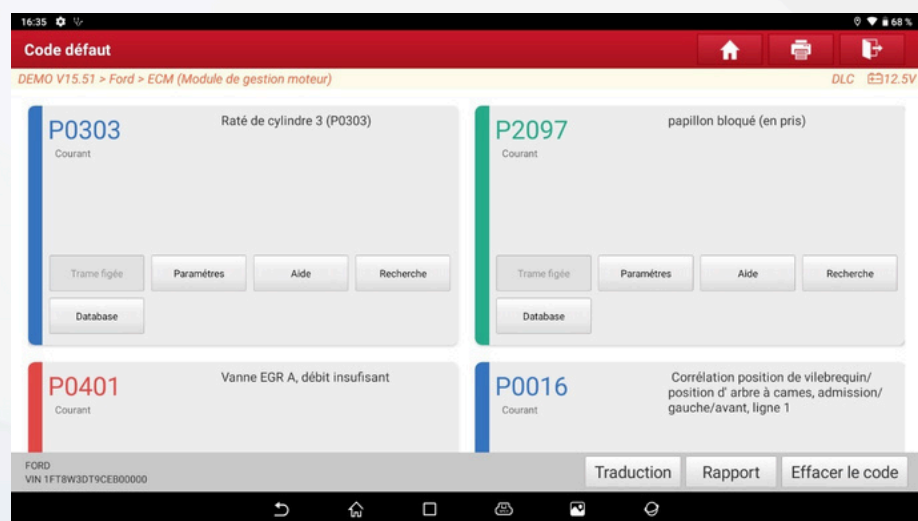 16:35 68 %
Code défaut
DEMO V15.51 > Ford > ECM (Module de gestion moteur) DLC 12.5V
P0303 Raté de cylindre 3 (P0303)
Courant
Trame figée Paramètres Aide Recherche
Database
P2097 papillon bloqué (en pris)
Courant
Trame figée Paramètres Aide Recherche
Database
P0401 Vanne EGR A, débit insufisant
Courant
P0016 Corrélation position de vilebrequin/
position d' arbre à cames, admission/
gauche/avant, ligne 1
Courant
FORD
VIN 1FT8W3DT9CEB00000
Traduction Rapport Effacer le code